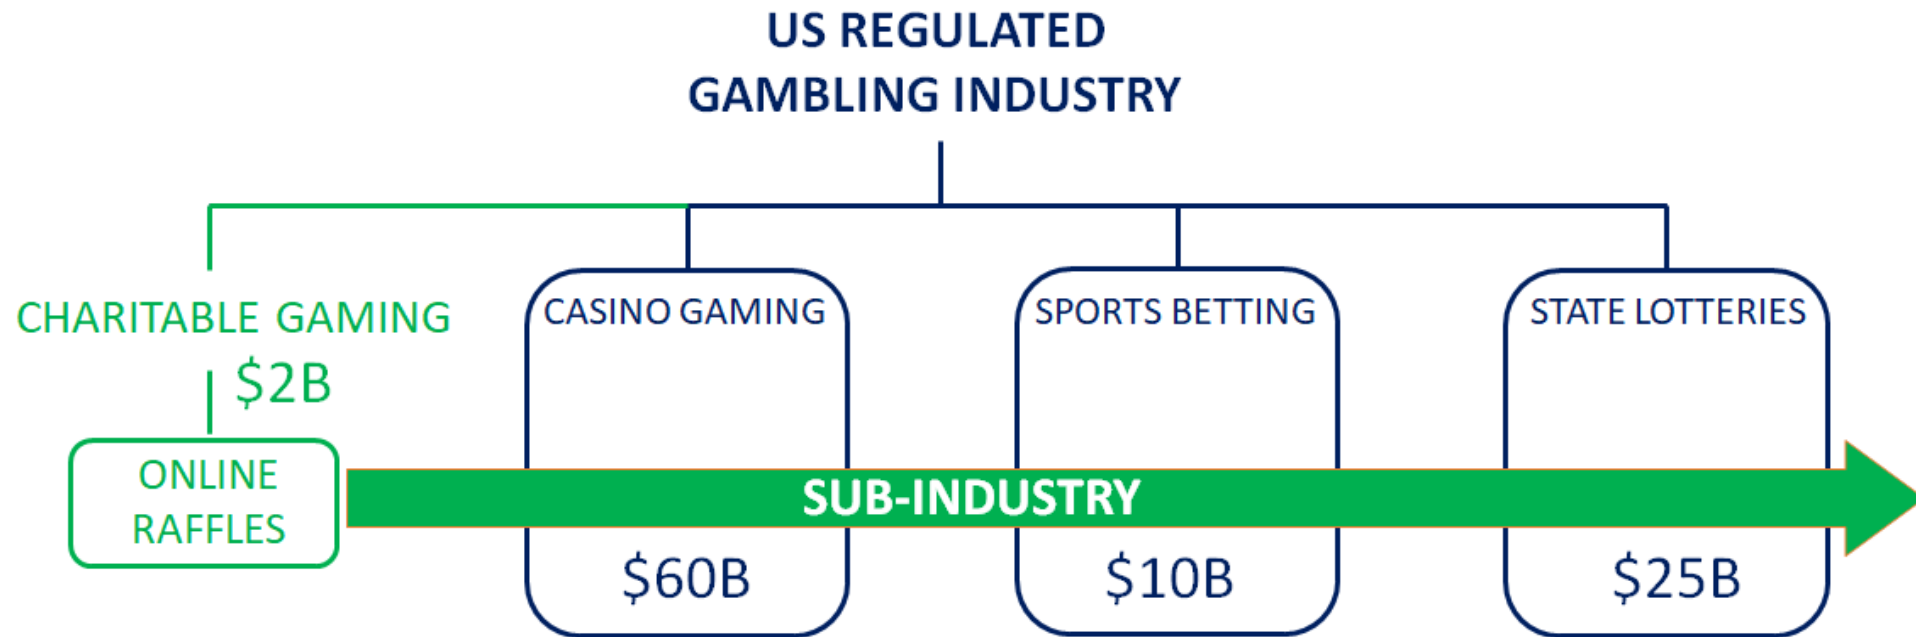 US REGULATED
GAMBLING INDUSTRY
CHARITABLE GAMING
$2B
ONLINE
RAFFLES
CASINO GAMING
SPORTS BETTING
STATE LOTTERIES
SUB-INDUSTRY
$60B
$10B
$25B